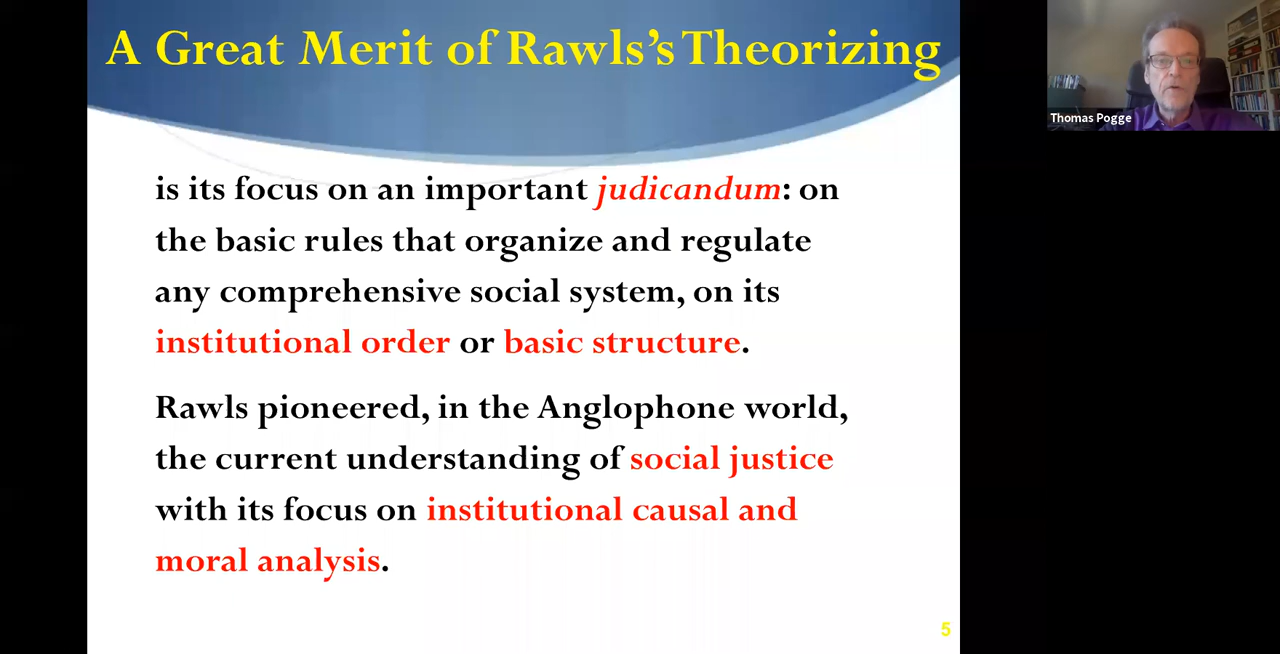 A Great Merit of Rawls’s Theorizing
is its focus on an important judicandum: on
the basic rules that organize and regulate
any comprehensive social system, on its
institutional order or basic structure.
Rawls pioneered, in the Anglophone world,
the current understanding of social justice
with its focus on institutional causal and
moral analysis.
5
Thomas Pogge